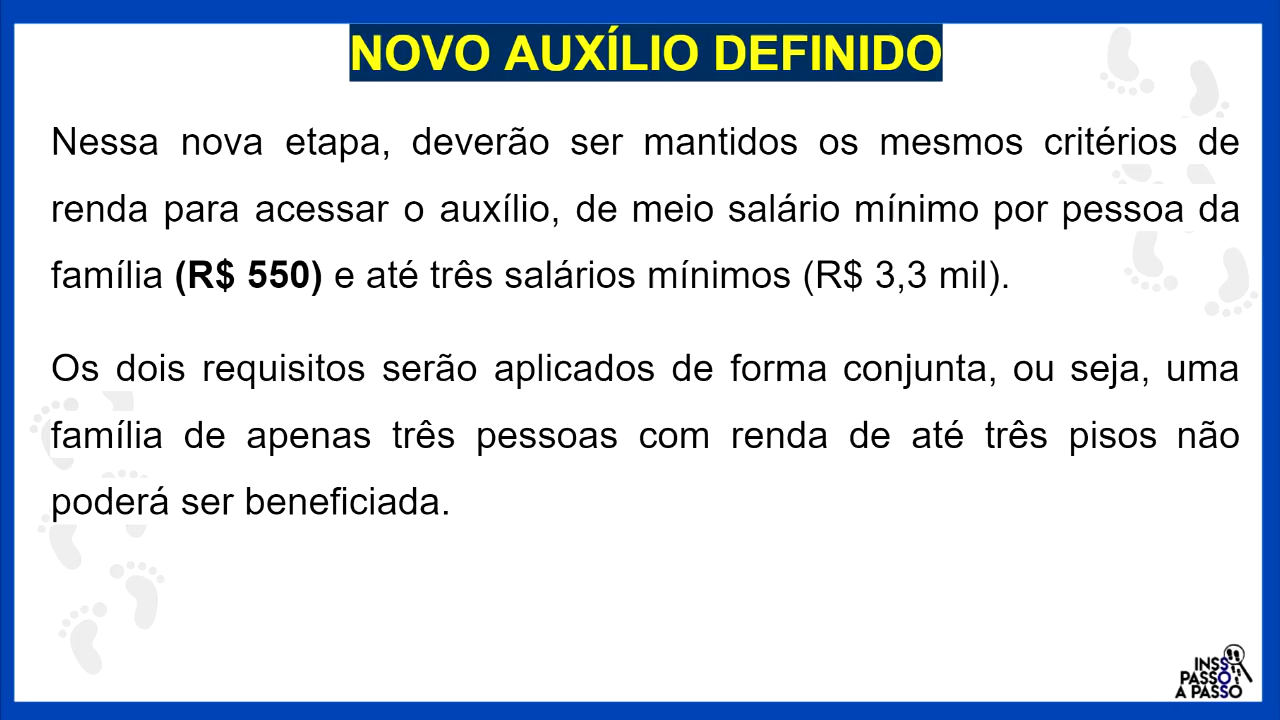 NOVO AUXÍLIO DEFINIDO
Nessa nova etapa, deverão ser mantidos os mesmos critérios de
renda para acessar o auxílio, de meio salário mínimo por pessoa da
família (R$ 550) e até três salários mínimos (R$ 3,3 mil).
Os dois requisitos serão aplicados de forma conjunta, ou seja, uma
família de apenas três pessoas com renda de até três pisos não
poderá ser beneficiada.
INSS
PASSO
A PASSO